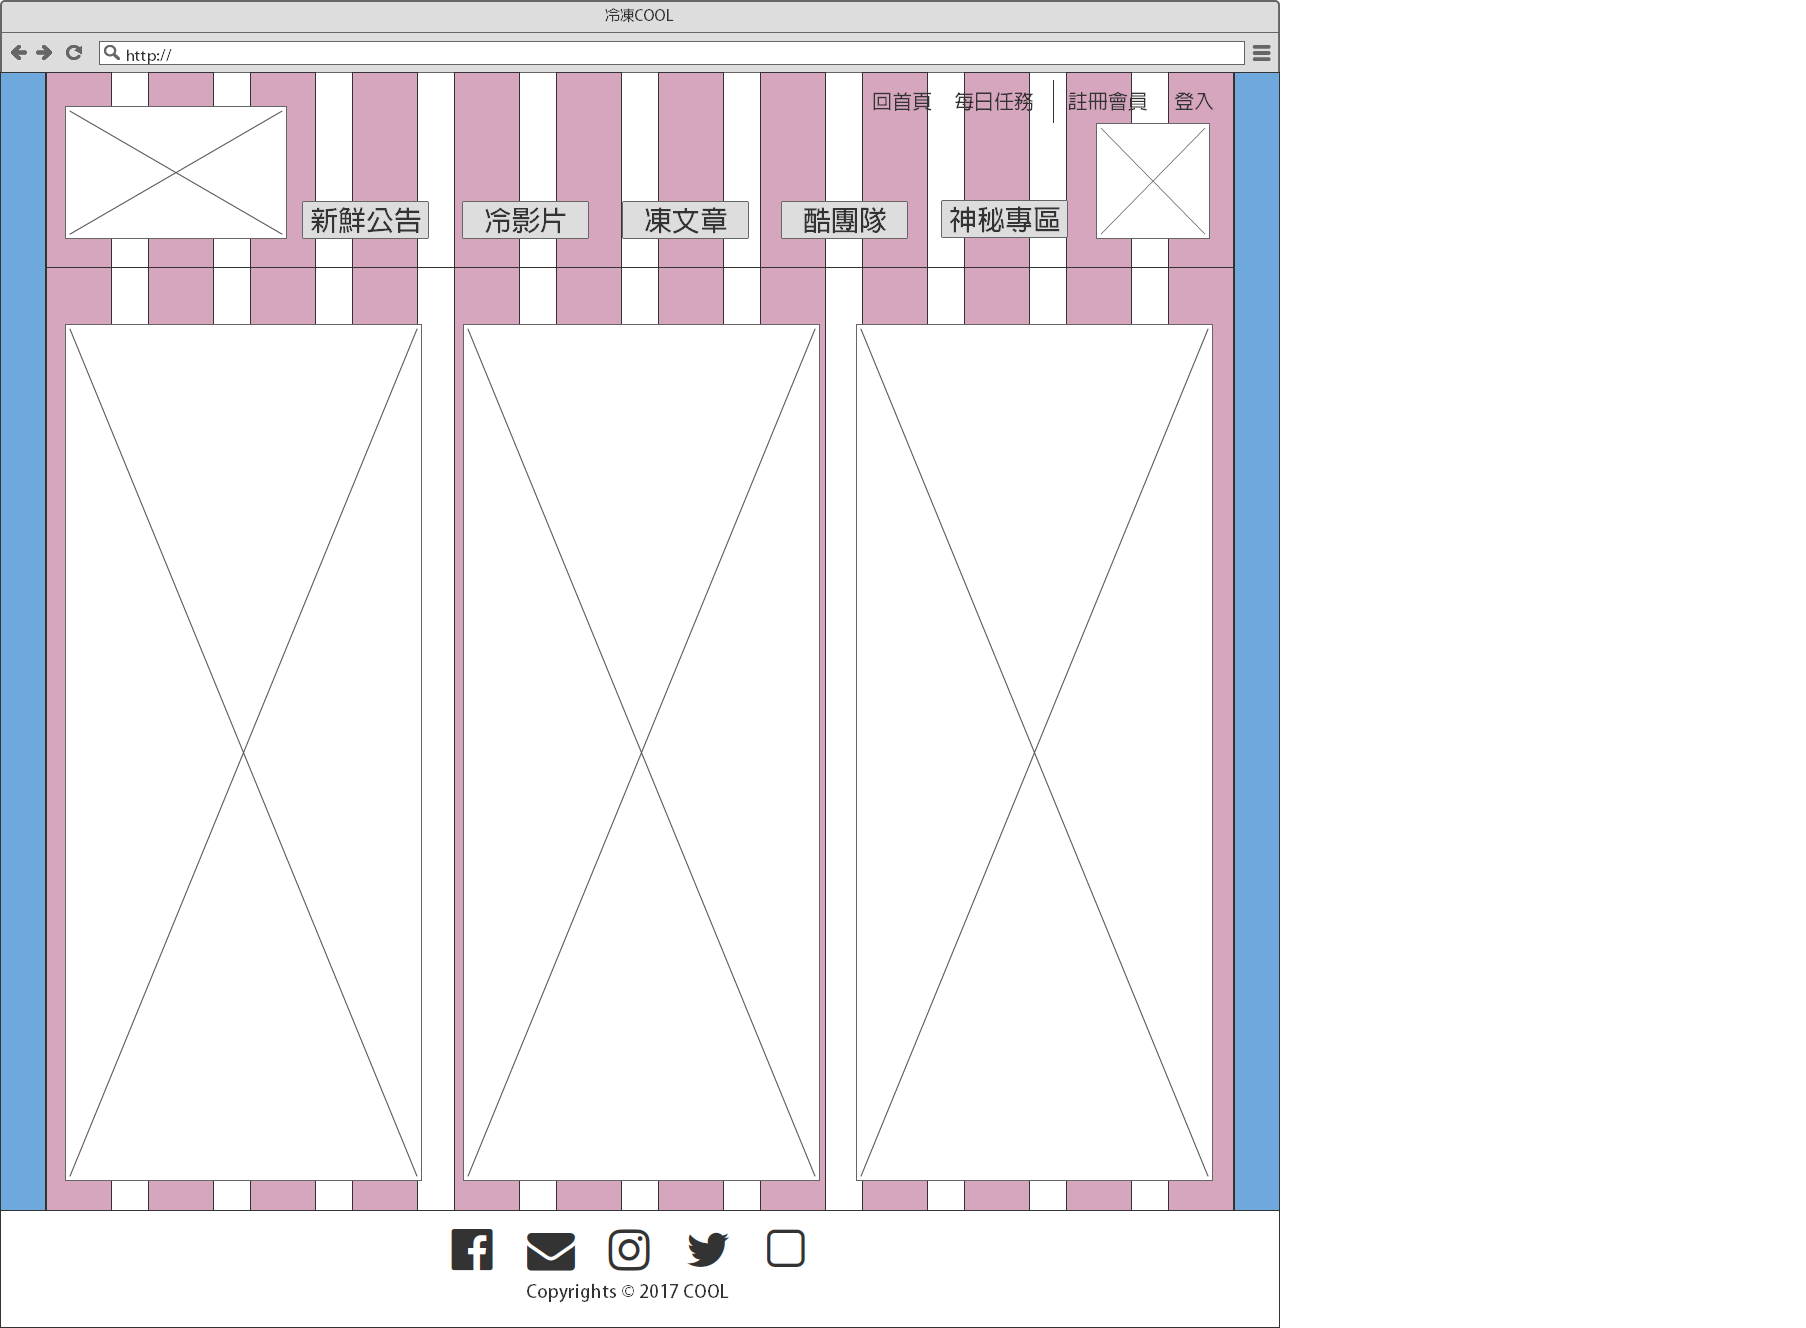 冷凍COOL
http://
回首頁 每日任務 註冊會員 登入
新鮮公告 冷影片 凍文章 酷團隊 神秘專區
Copyrights © 2017 COOL